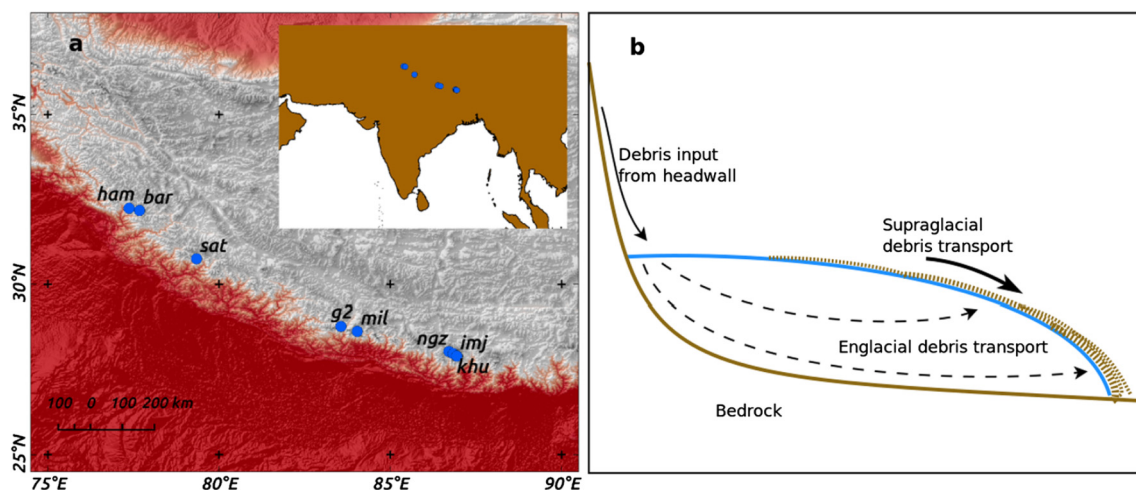 a
35°N
30°N
25°N
ham bar
sat
g2 mil
ngz imj
khu
100 0 100 200 km
75°E 80°E 85°E 90°E
b
Debris input
from headwall
Supraglacial
debris transport
Englacial debris transport
Bedrock